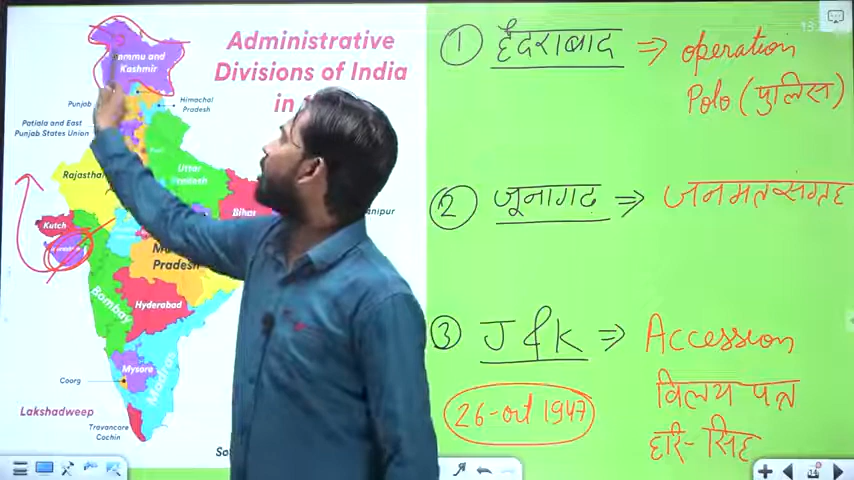 Administrative
Divisions of India
in
Jammu and
Kashmir
Himachal
Pradesh
Punjab
Patiala and East
Punjab States Union
Rajasthan
Uttar
Pradesh
Bihar
Manipur
Kutch
Pradesh
Bombay
Hyderabad
Madras
Mysore
Coorg
Lakshadweep
Travancore
Cochin
① हैदराबाद ⇒ operation
Polo (पुलिस)
② जूनागढ ⇒ जनमत संग्रह
③ J & K ⇒ Accession
26-oct 1947
विलय पत्र
हरि-सिंह
14